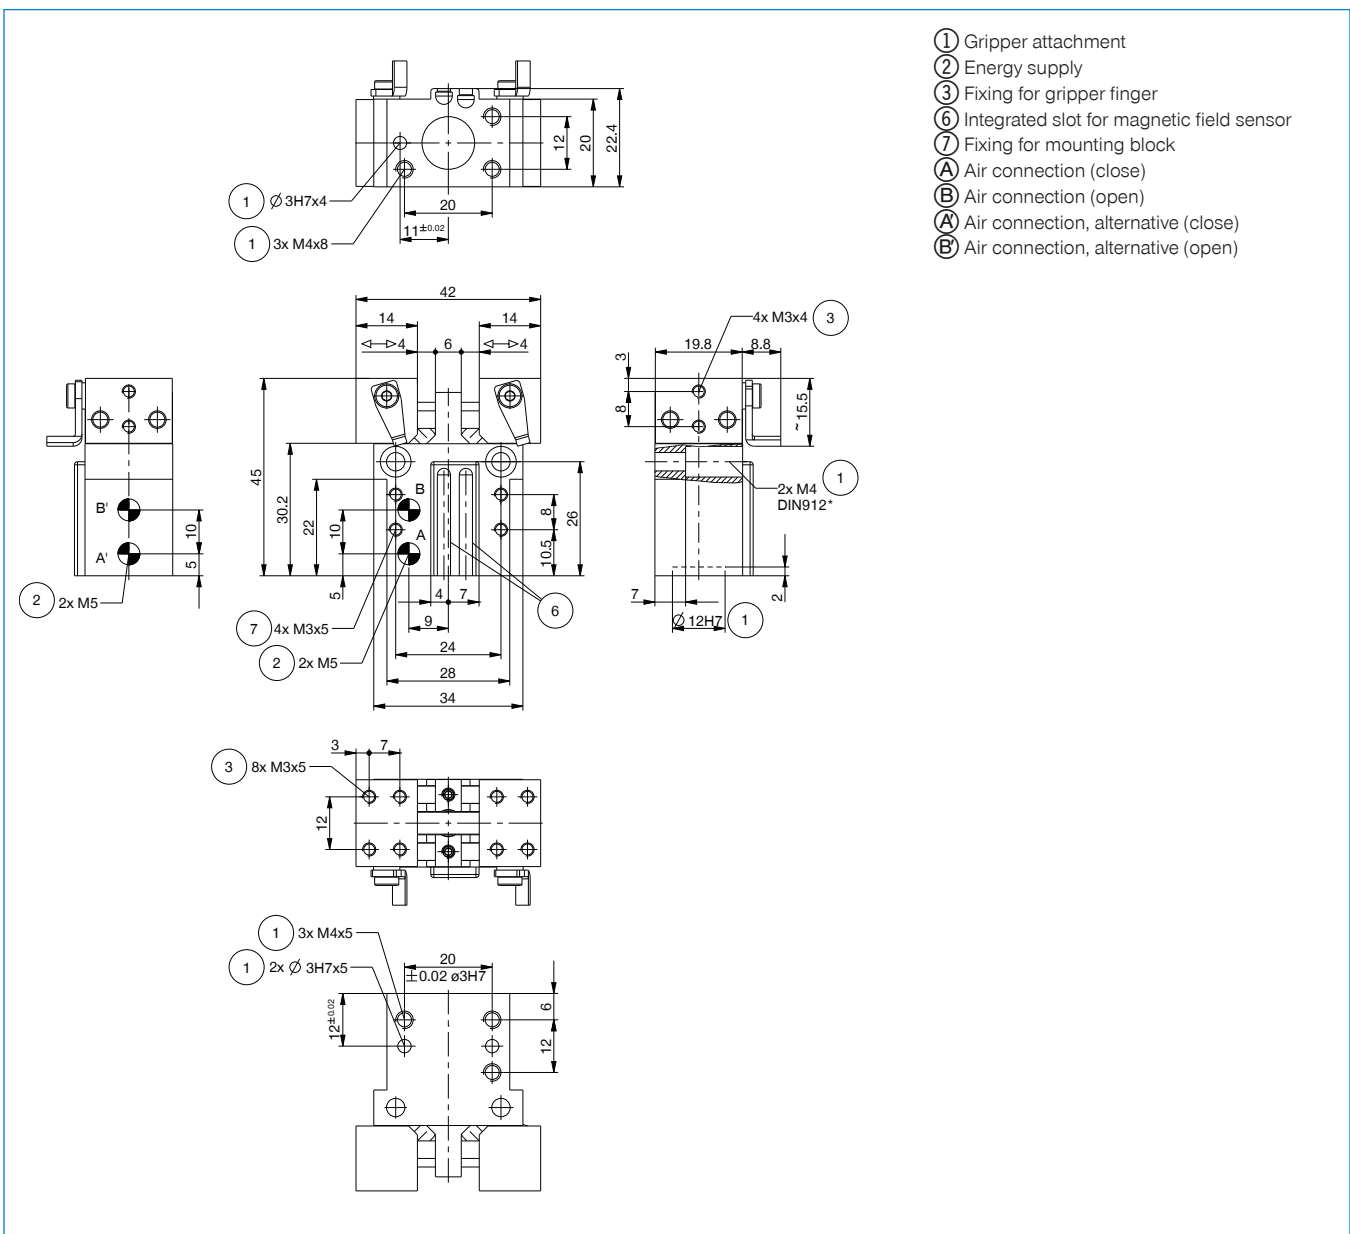 ① Gripper attachment
② Energy supply
③ Fixing for gripper finger
⑥ Integrated slot for magnetic field sensor
⑦ Fixing for mounting block
Ⓐ Air connection (close)
Ⓑ Air connection (open)
A' Air connection, alternative (close)
B' Air connection, alternative (open)
12
20
22.4
1 Ø 3H7x4
20
1 3x M4x8
11±0.02
42
14
14
4
6
4
4x M3x4 3
19.8
8.8
3
8
~15.5
45
30.2
22
10
5
B
A
8
10.5
26
B'
A'
10
5
2 2x M5
1
2x M4
DIN912*
4
7
6
9
7 4x M3x5
24
2 2x M5
28
34
7
2
Ø 12H7 1
3
7
3 8x M3x5
12
1 3x M4x5
1 2x Ø 3H7x5
20
±0.02 ø3H7
12±0.02
6
12